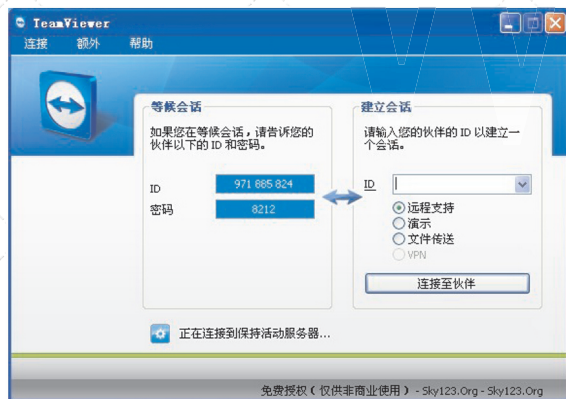 TeamViewer
连接 额外 帮助
等候会话
如果您在等候会话，请告诉您的
伙伴以下的 ID 和密码。
ID 971 885 824
密码 8212
建立会话
请输入您的伙伴的 ID 以建立一
个会话。
ID
远程支持
演示
文件传送
VPN
连接至伙伴
正在连接到保持活动服务器...
免费授权（仅供非商业使用） - Sky123.Org - Sky123.Org